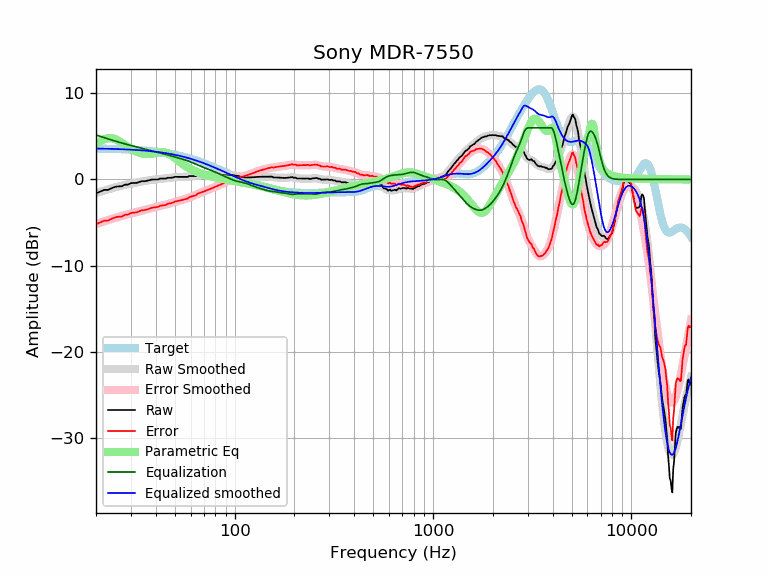 Sony MDR-7550
Amplitude (dBr)
10
0
−10
−20
−30
Target
Raw Smoothed
Error Smoothed
Raw
Error
Parametric Eq
Equalization
Equalized smoothed
100
1000
10000
Frequency (Hz)